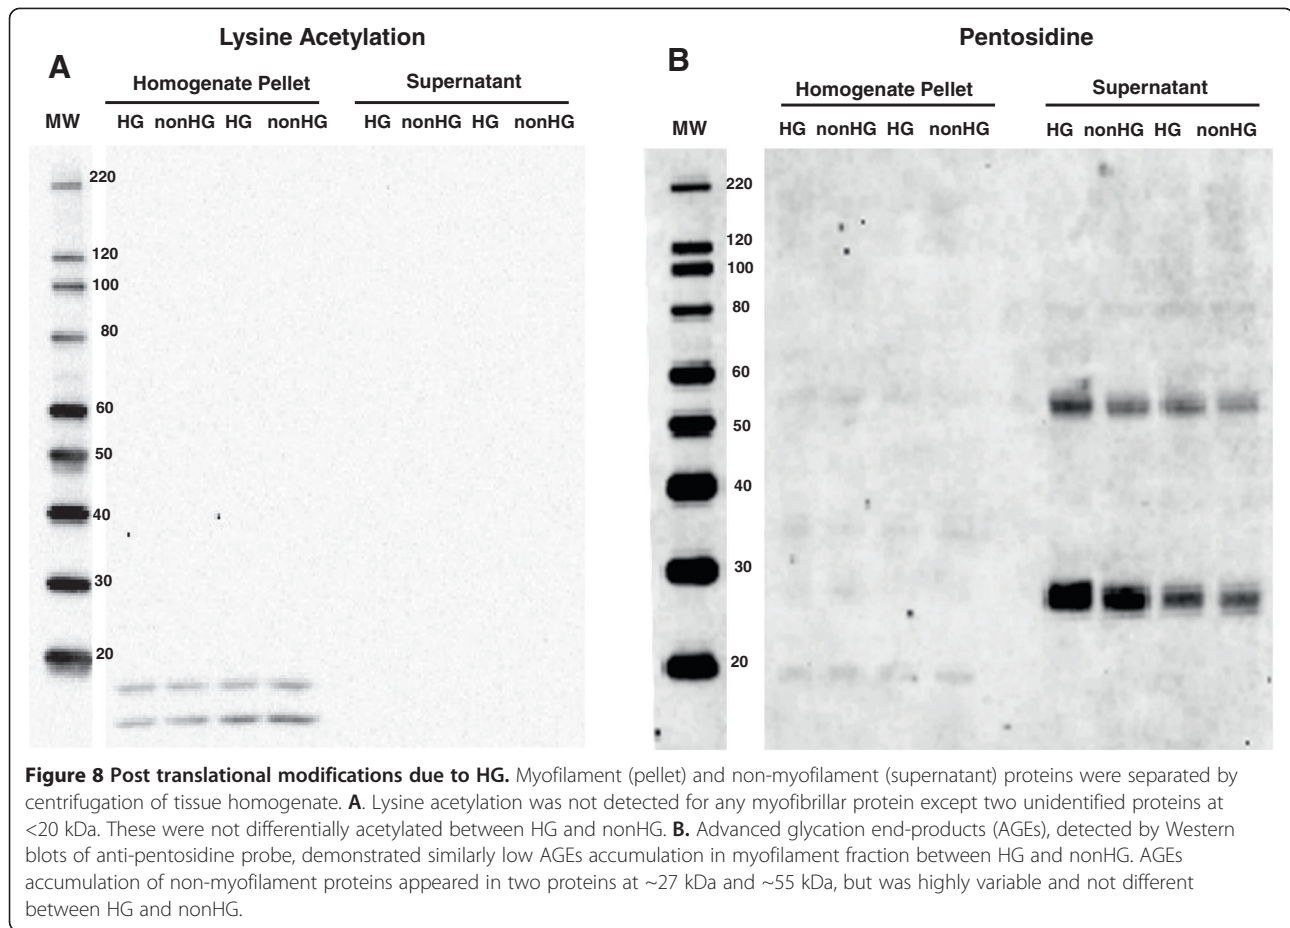 Lysine Acetylation
A
Homogenate Pellet
Supernatant
MW
HG nonHG HG nonHG
HG nonHG HG nonHG
220
120
100
80
60
50
40
30
20
Pentosidine
B
Homogenate Pellet
Supernatant
MW
HG nonHG HG nonHG
HG nonHG HG nonHG
220
120
100
80
60
50
40
30
20
Figure 8 Post translational modifications due to HG. Myofilament (pellet) and non-myofilament (supernatant) proteins were separated by
centrifugation of tissue homogenate. A. Lysine acetylation was not detected for any myofibrillar protein except two unidentified proteins at
<20 kDa. These were not differentially acetylated between HG and nonHG. B. Advanced glycation end-products (AGEs), detected by Western
blots of anti-pentosidine probe, demonstrated similarly low AGEs accumulation in myofilament fraction between HG and nonHG. AGEs
accumulation of non-myofilament proteins appeared in two proteins at ~27 kDa and ~55 kDa, but was highly variable and not different
between HG and nonHG.